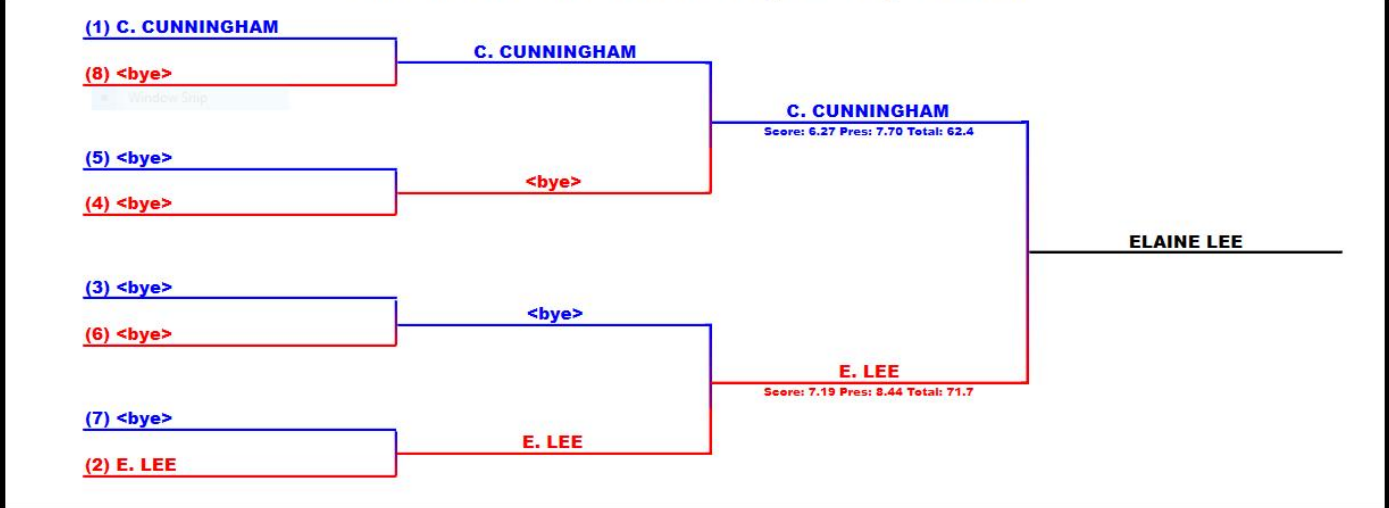 (1) C. CUNNINGHAM
C. CUNNINGHAM
(8) <bye>
Window Snip
C. CUNNINGHAM
Score: 6.27 Pres: 7.70 Total: 62.4
(5) <bye>
<bye>
(4) <bye>
ELAINE LEE
(3) <bye>
<bye>
(6) <bye>
E. LEE
Score: 7.19 Pres: 8.44 Total: 71.7
(7) <bye>
E. LEE
(2) E. LEE